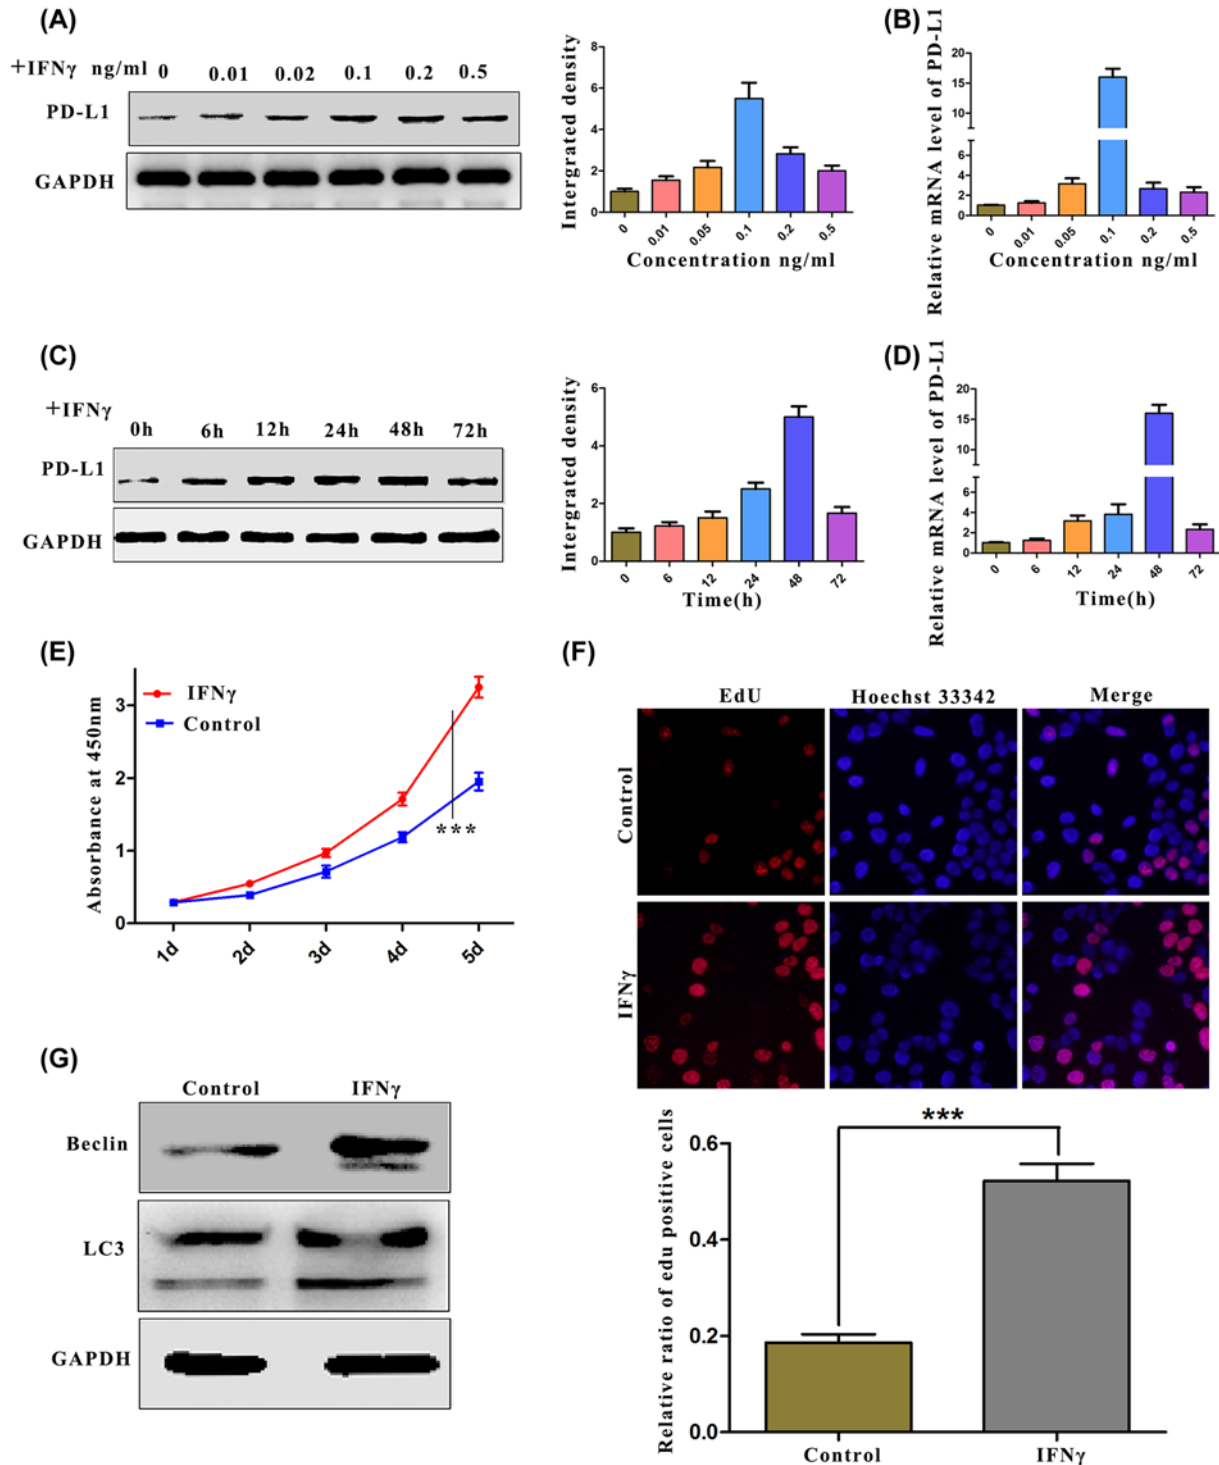 (A)
+IFNγ ng/ml 0 0.01 0.02 0.1 0.2 0.5
PD-L1
GAPDH
Intergrated density
8
6
4
2
0
0 0.01 0.05 0.1 0.2 0.5
Concentration ng/ml
(B)
Relative mRNA level of PD-L1
20
15
10
6
4
2
0
0 0.01 0.05 0.1 0.2 0.5
Concentration ng/ml
(C)
+IFNγ
0h 6h 12h 24h 48h 72h
PD-L1
GAPDH
Intergrated density
6
4
2
0
0 6 12 24 48 72
Time(h)
(D)
Relative mRNA level of PD-L1
20
15
10
6
4
2
0
0 6 12 24 48 72
Time(h)
(E)
Absorbance at 450nm
3
2
1
0
IFNγ
Control
***
1d 2d 3d 4d 5d
(F)
EdU Hoechst 33342 Merge
Control
IFNγ
Relative ratio of edu positive cells
0.6
0.4
0.2
0.0
***
Control IFNγ
(G)
Control IFNγ
Beclin
LC3
GAPDH